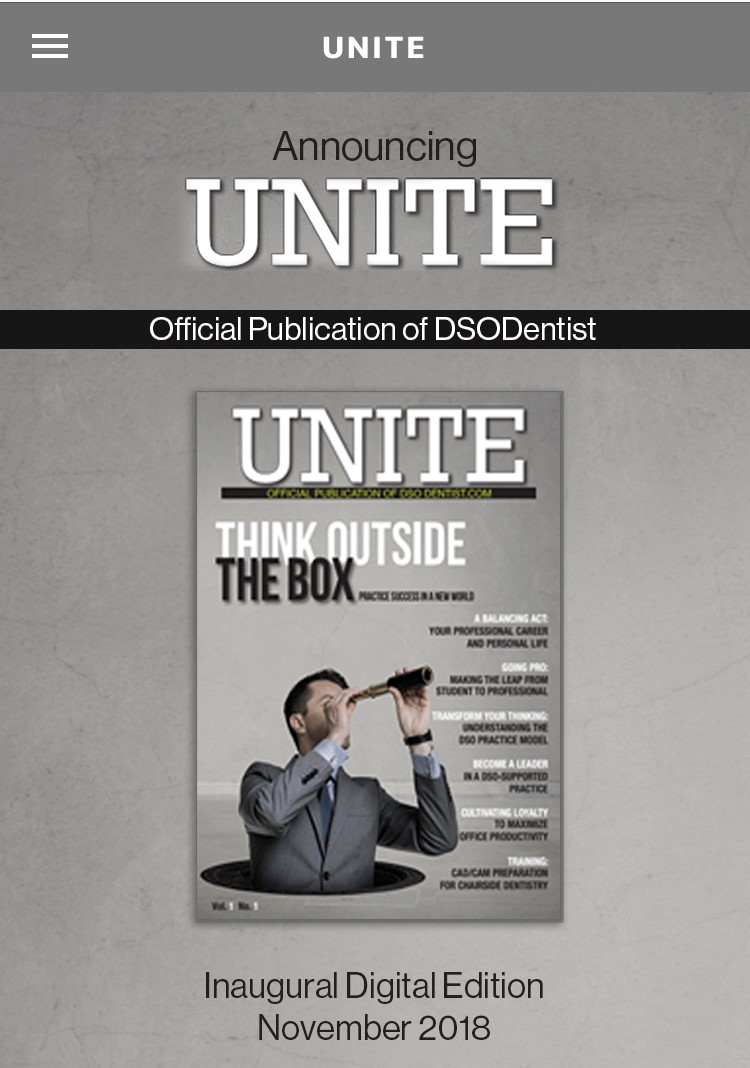 UNITE
Announcing
UNITE
Official Publication of DSODentist
UNITE
OFFICIAL PUBLICATION OF DSO DENTIST.COM
THINK OUTSIDE
THE BOX PRACTICE SUCCESS IN A NEW WORLD
A BALANCING ACT:
YOUR PROFESSIONAL CAREER
AND PERSONAL LIFE
GOING PRO:
MAKING THE LEAP FROM
STUDENT TO PROFESSIONAL
TRANSFORM YOUR THINKING:
UNDERSTANDING THE
DSO PRACTICE MODEL
BECOME A LEADER
IN A DSO-SUPPORTED
PRACTICE
CULTIVATING LOYALTY
TO MAXIMIZE
OFFICE PRODUCTIVITY
TRAINING:
CAD/CAM PREPARATION
FOR CHAIRSIDE DENTISTRY
Vol. 1 No. 1
Inaugural Digital Edition
November 2018